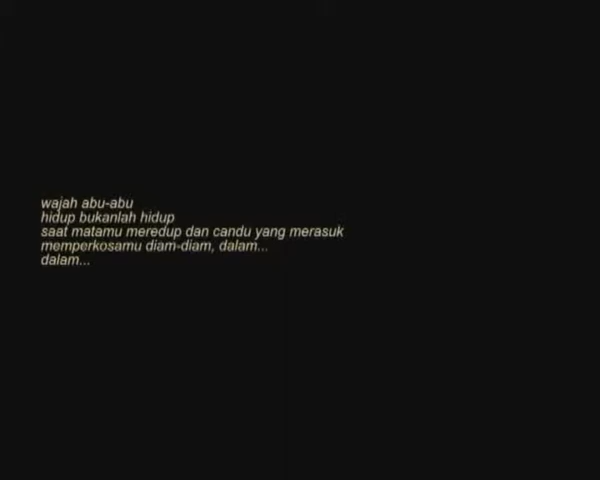 wajah abu-abu
hidup bukanlah hidup
saat matamu meredup dan candu yang merasuk
memperkosamu diam-diam, dalam...
dalam...